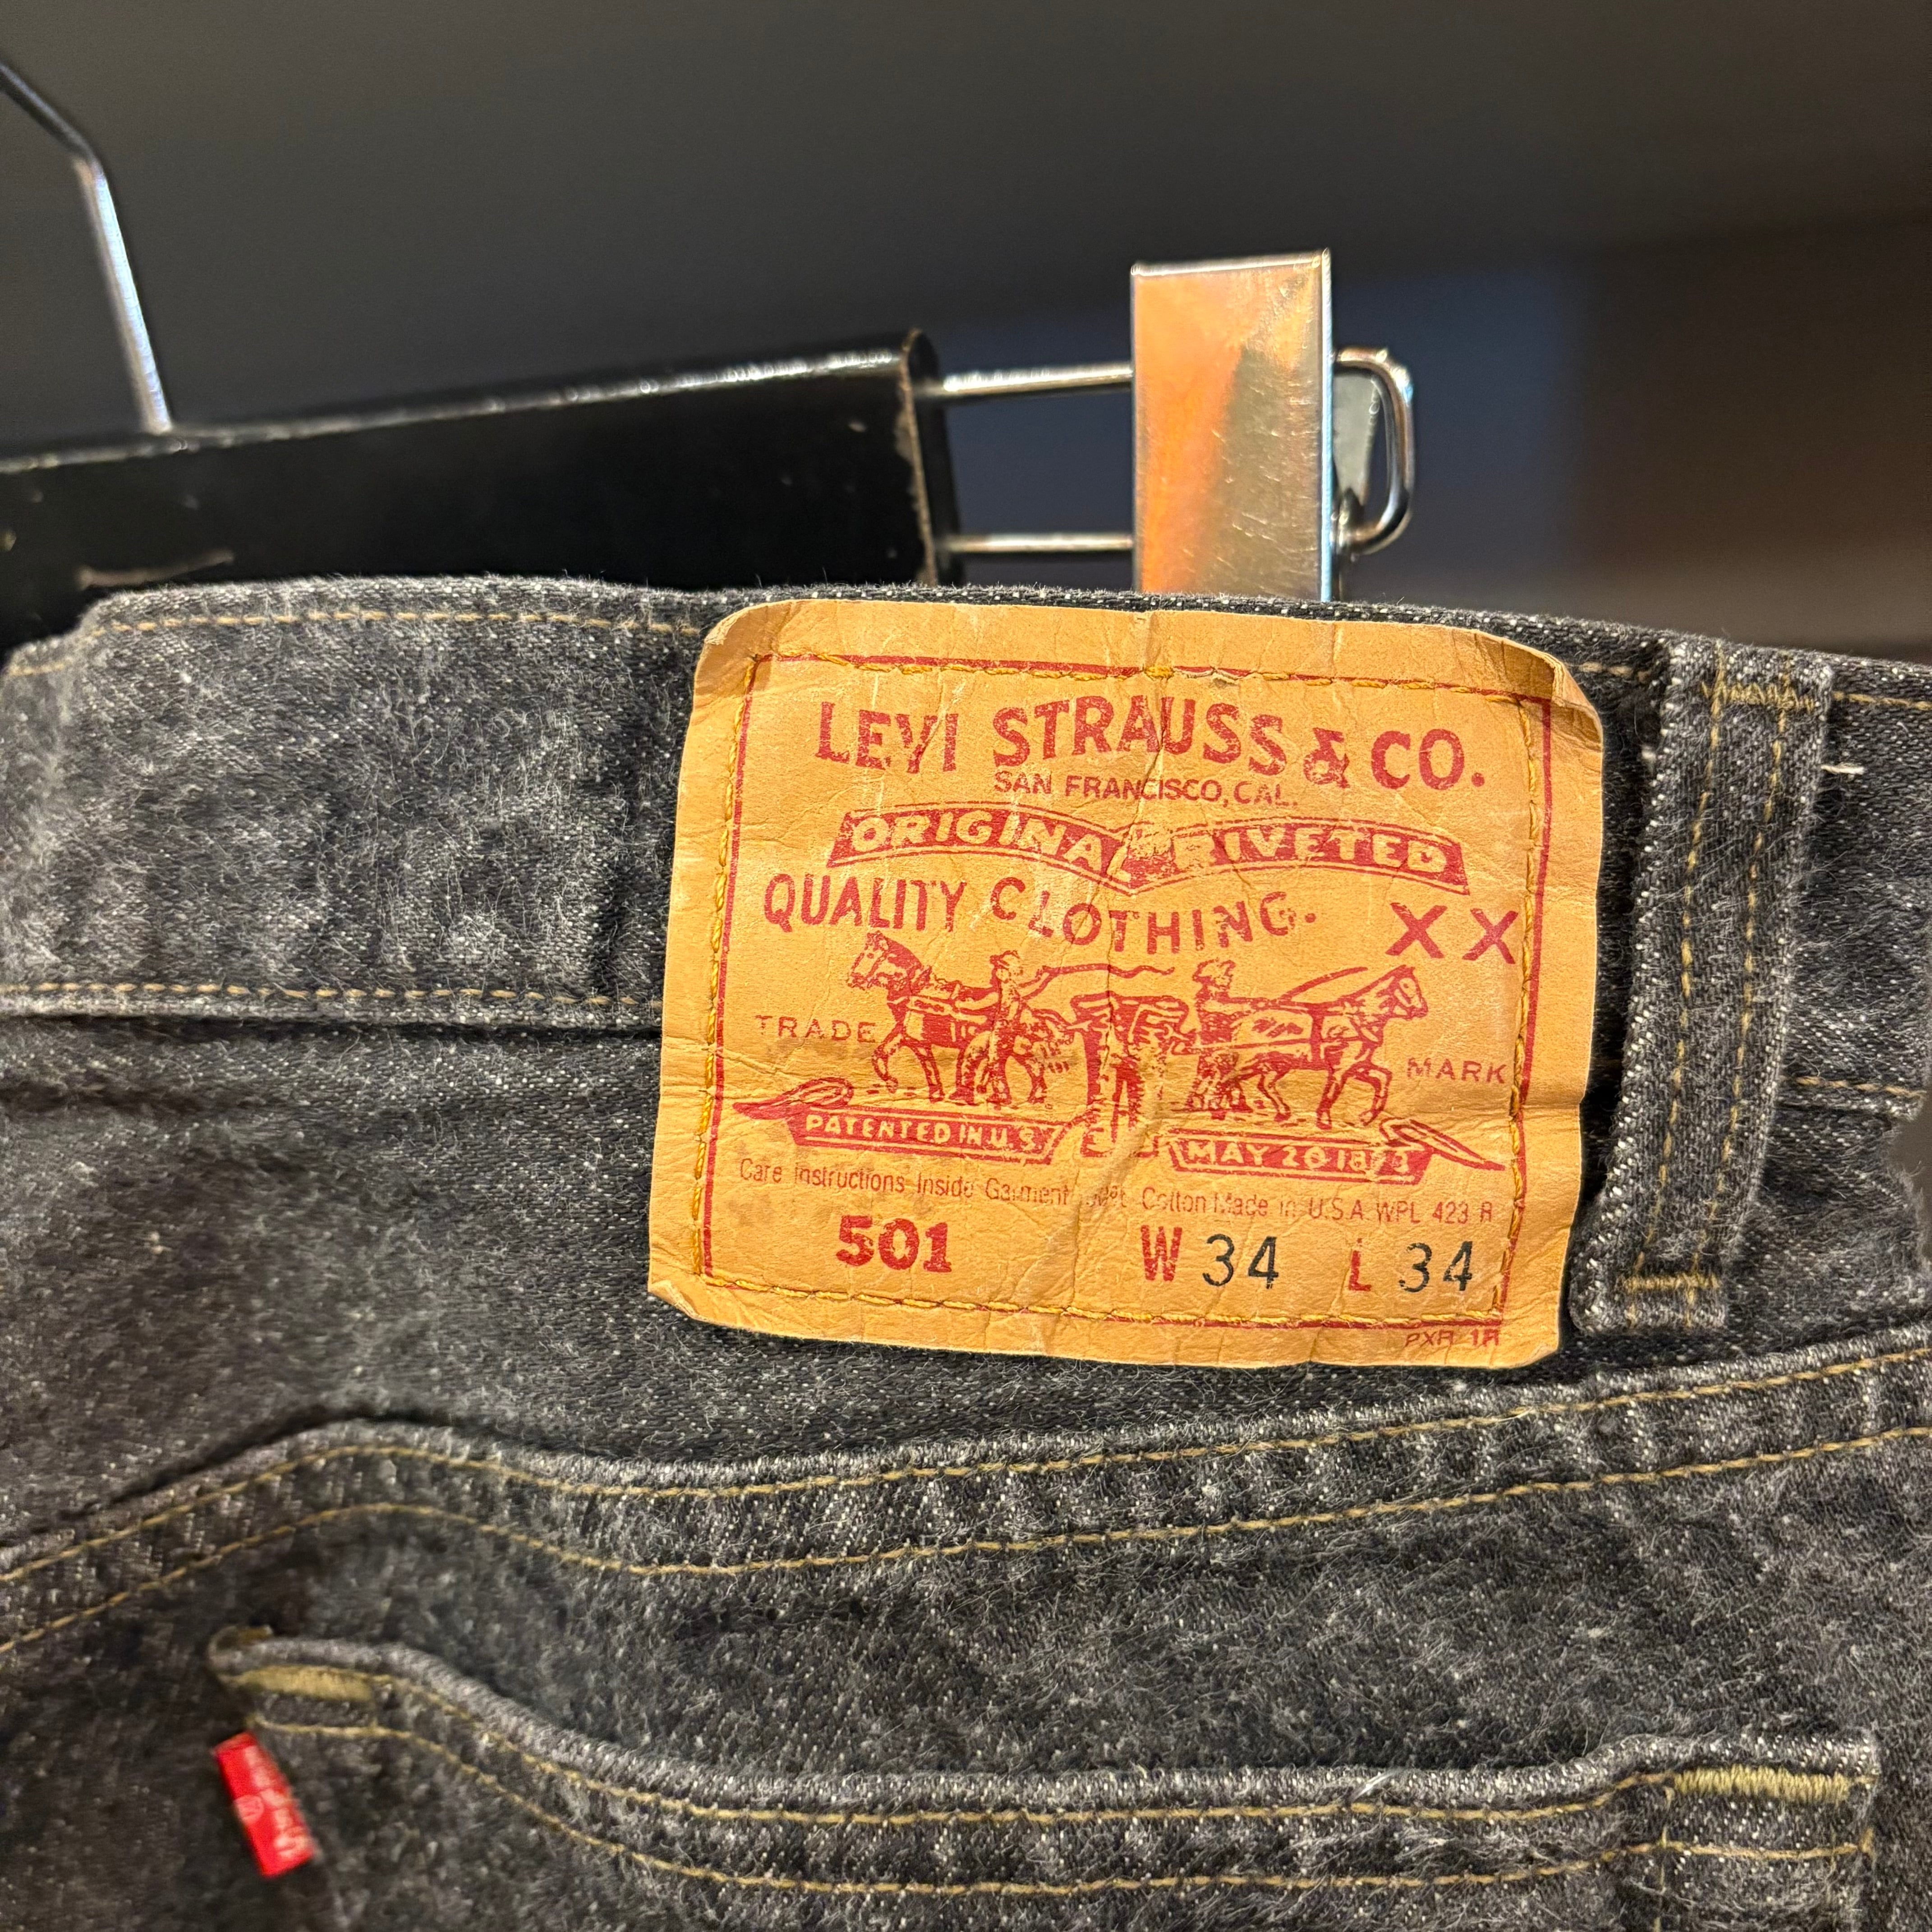 LEVI STRAUSS & CO.
SAN FRANCISCO, CAL.
ORIGINAL RIVETED
QUALITY CLOTHING.
XX
TRADE MARK
PATENTED IN U.S. MAY 20 1873
Care Instructions Inside Garment Cotton Made in U.S.A. WPL 423
501 W 34 L 34